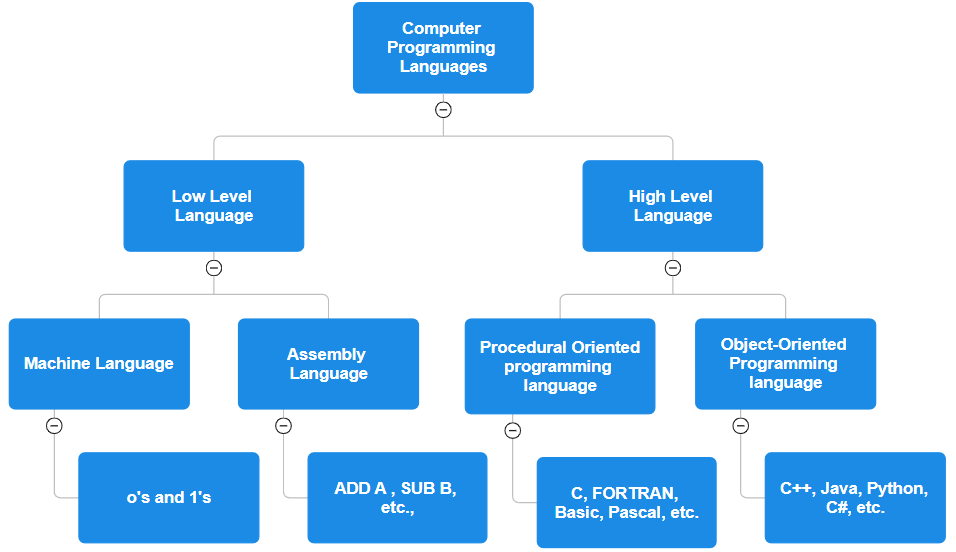 Computer
Programming
Languages
Low Level
Language
High Level
Language
Machine Language
Assembly
Language
Procedural Oriented
programming
language
Object-Oriented
Programming
language
o's and 1's
ADD A , SUB B,
etc.,
C, FORTRAN,
Basic, Pascal, etc.
C++, Java, Python,
C#, etc.